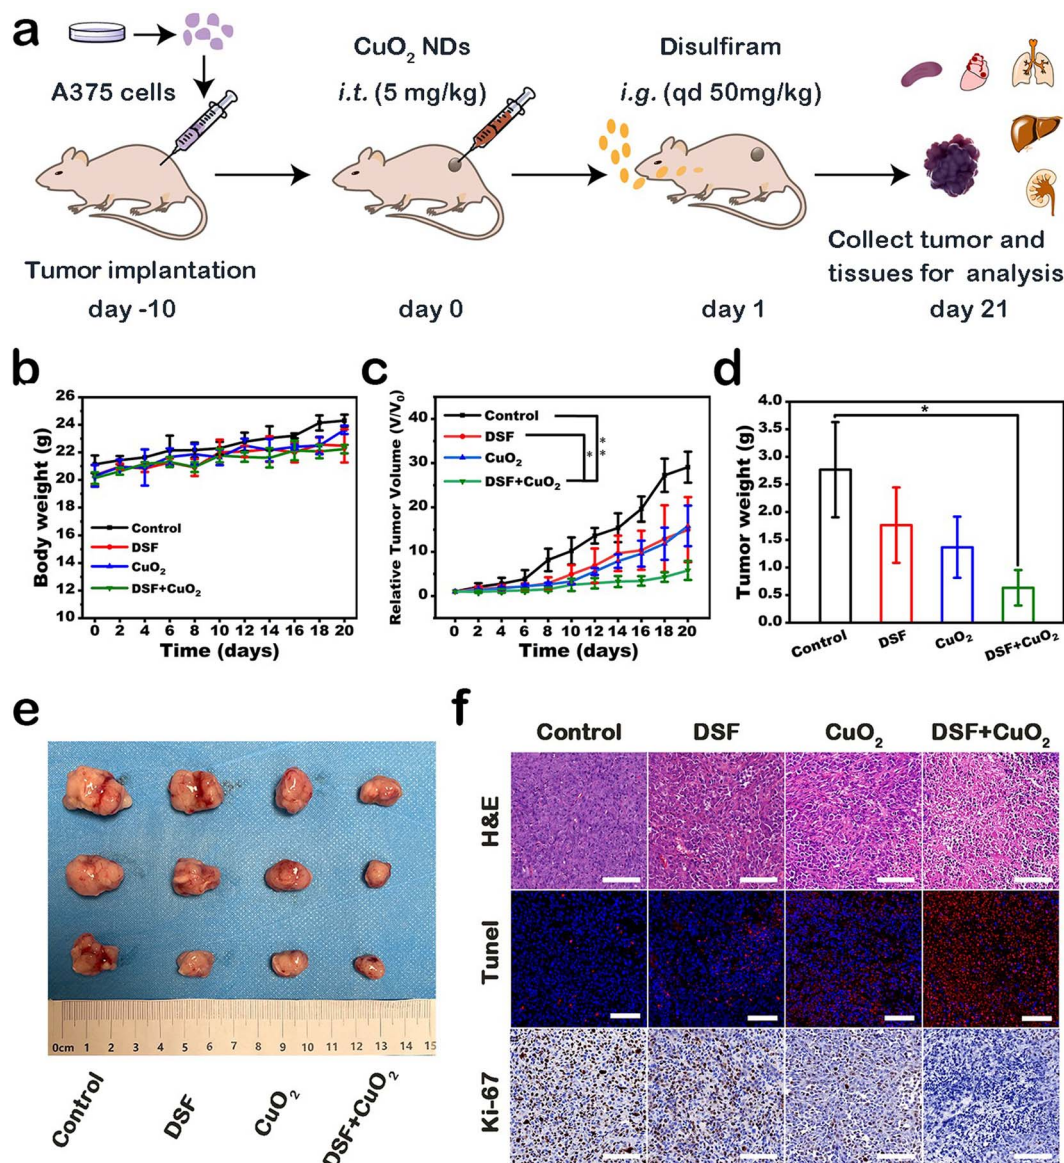 a
A375 cells
CuO₂ NDs
i.t. (5 mg/kg)
Disulfiram
i.g. (qd 50mg/kg)
Tumor implantation
day -10
day 0
day 1
Collect tumor and
tissues for analysis
day 21
b
Body weight (g)
26
24
22
20
18
16
14
12
10
Control
DSF
CuO₂
DSF+CuO₂
0 2 4 6 8 10 12 14 16 18 20
Time (days)
c
Relative Tumor Volume (V/V₀)
40
30
20
10
0
Control
DSF
CuO₂
DSF+CuO₂
*
**
0 2 4 6 8 10 12 14 16 18 20
Time (days)
d
Tumor weight (g)
4.0
3.5
3.0
2.5
2.0
1.5
1.0
0.5
0.0
*
Control
DSF
CuO₂
DSF+CuO₂
e
0cm 1 2 3 4 5 6 7 8 9 10 11 12 13 14 15
Control
DSF
CuO₂
DSF+CuO₂
f
Control DSF CuO₂ DSF+CuO₂
H&E
Tunel
Ki-67